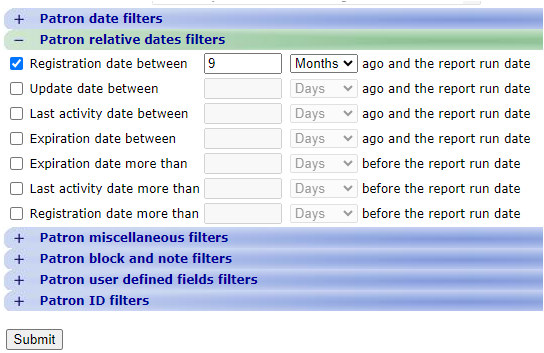 + Patron date filters
− Patron relative dates filters
Registration date between 9 Months ago and the report run date
Update date between Days ago and the report run date
Last activity date between Days ago and the report run date
Expiration date between Days ago and the report run date
Expiration date more than Days before the report run date
Last activity date more than Days before the report run date
Registration date more than Days before the report run date
+ Patron miscellaneous filters
+ Patron block and note filters
+ Patron user defined fields filters
+ Patron ID filters
Submit